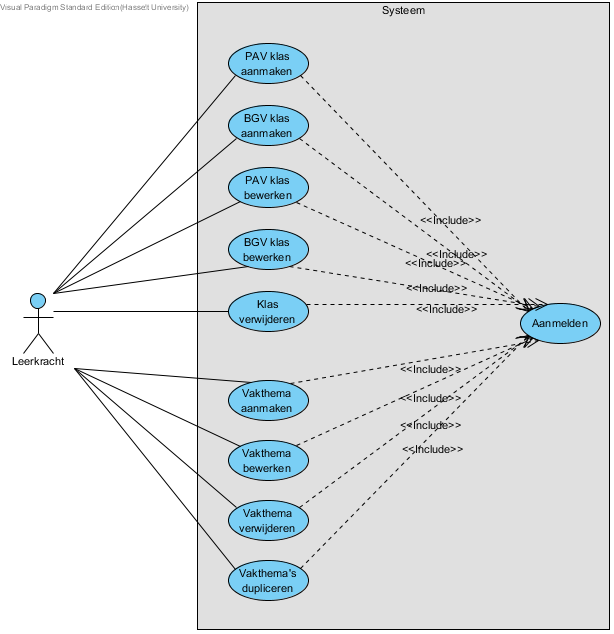 Visual Paradigm Standard Edition(Hasselt University)
Systeem
PAV klas
aanmaken
BGV klas
aanmaken
PAV klas
bewerken
BGV klas
bewerken
Klas
verwijderen
Leerkracht
Vakthema
aanmaken
Vakthema
bewerken
Vakthema
verwijderen
Vakthema's
dupliceren
<<Include>>
<<Include>>
<<Include>>
<<Include>>
<<Include>>
<<Include>>
<<Include>>
<<Include>>
<<Include>>
Aanmelden